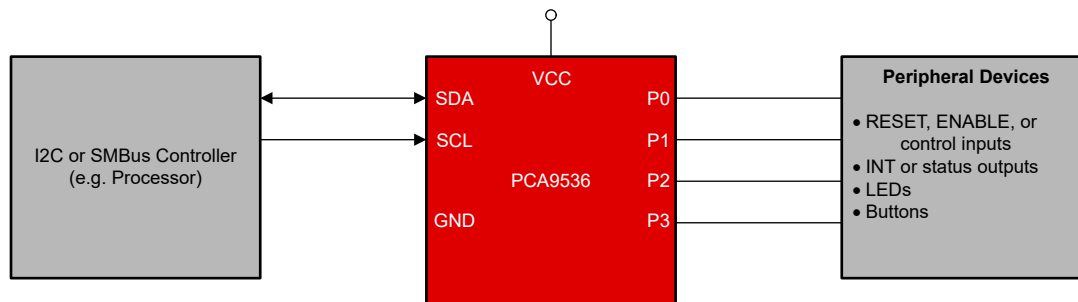 I2C or SMBus Controller
(e.g. Processor)
VCC
SDA
SCL
PCA9536
GND
P0
P1
P2
P3
Peripheral Devices
• RESET, ENABLE, or
control inputs
• INT or status outputs
• LEDs
• Buttons